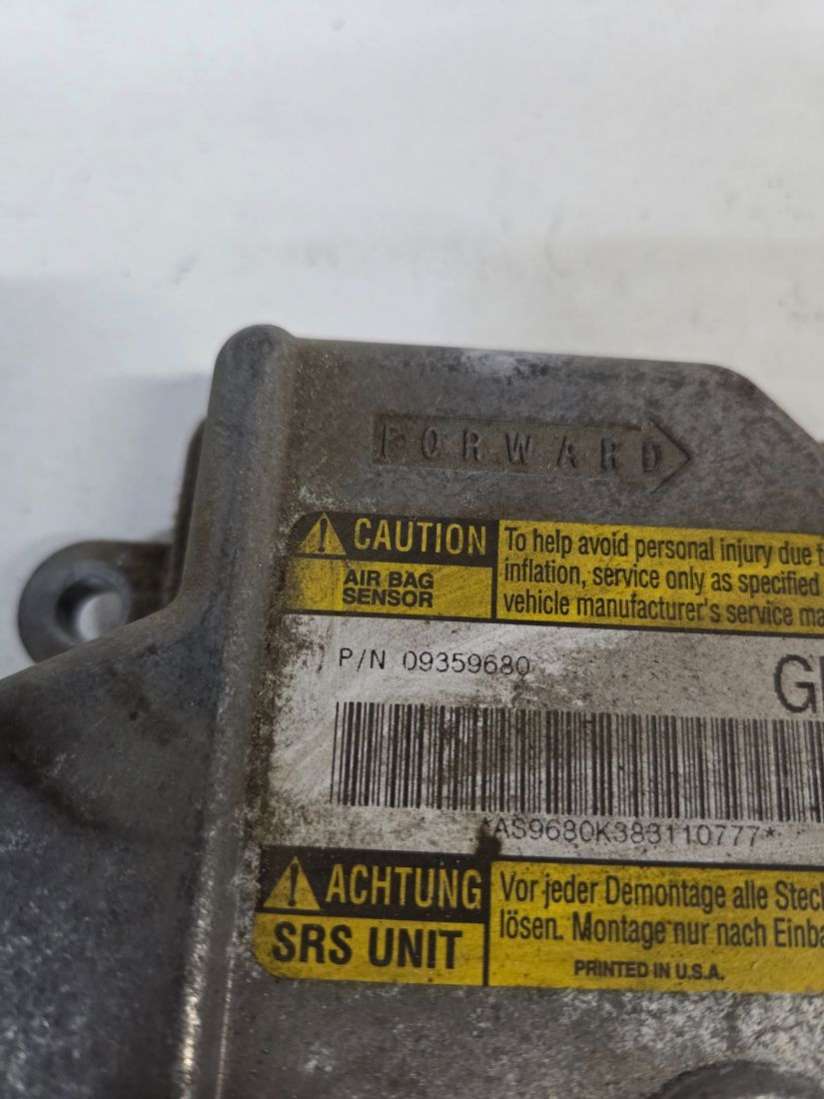 FORWARD
CAUTION
AIR BAG
SENSOR
To help avoid personal injury due
inflation, service only as specified
vehicle manufacturer's service
P/N 09359680
*AS9680K383110777*
ACHTUNG
SRS UNIT
Vor jeder Demontage alle
lösen. Montage nur nach
PRINTED IN U.S.A.